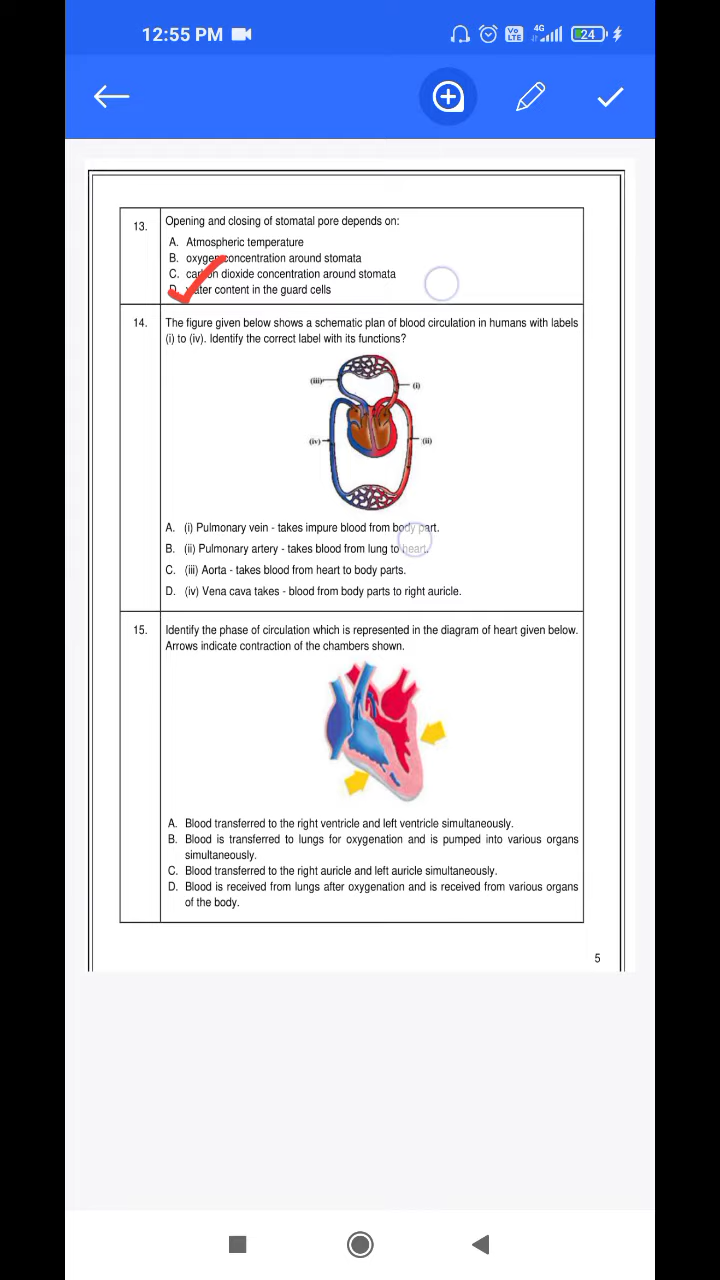 12:55 PM
Vo
LTE
4G
24
13.
Opening and closing of stomatal pore depends on:
A. Atmospheric temperature
B. oxygen concentration around stomata
C. carbon dioxide concentration around stomata
D. water content in the guard cells
14.
The figure given below shows a schematic plan of blood circulation in humans with labels
(i) to (iv). Identify the correct label with its functions?
(iii)
(i)
(iv)
(ii)
A. (i) Pulmonary vein - takes impure blood from body part.
B. (ii) Pulmonary artery - takes blood from lung to heart.
C. (iii) Aorta - takes blood from heart to body parts.
D. (iv) Vena cava takes - blood from body parts to right auricle.
15.
Identify the phase of circulation which is represented in the diagram of heart given below.
Arrows indicate contraction of the chambers shown.
A. Blood transferred to the right ventricle and left ventricle simultaneously.
B. Blood is transferred to lungs for oxygenation and is pumped into various organs
simultaneously.
C. Blood transferred to the right auricle and left auricle simultaneously.
D. Blood is received from lungs after oxygenation and is received from various organs
of the body.
5